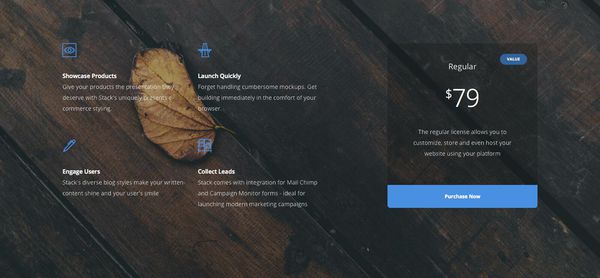 Showcase Products
Give your products the presentation they
deserve with Stack's uniquely presents e
commerce styling.
Launch Quickly
Forget handling cumbersome mockups. Get
building immediately in the comfort of your
browser.
Engage Users
Stack's diverse blog styles make your written-
content shine and your user's smile
Collect Leads
Stack comes with integration for Mail Chimp
and Campaign Monitor forms - ideal for
launching modern marketing campaigns
VALUE
Regular
$79
The regular license allows you to
customize, store and even host your
website using your platform
Purchase Now